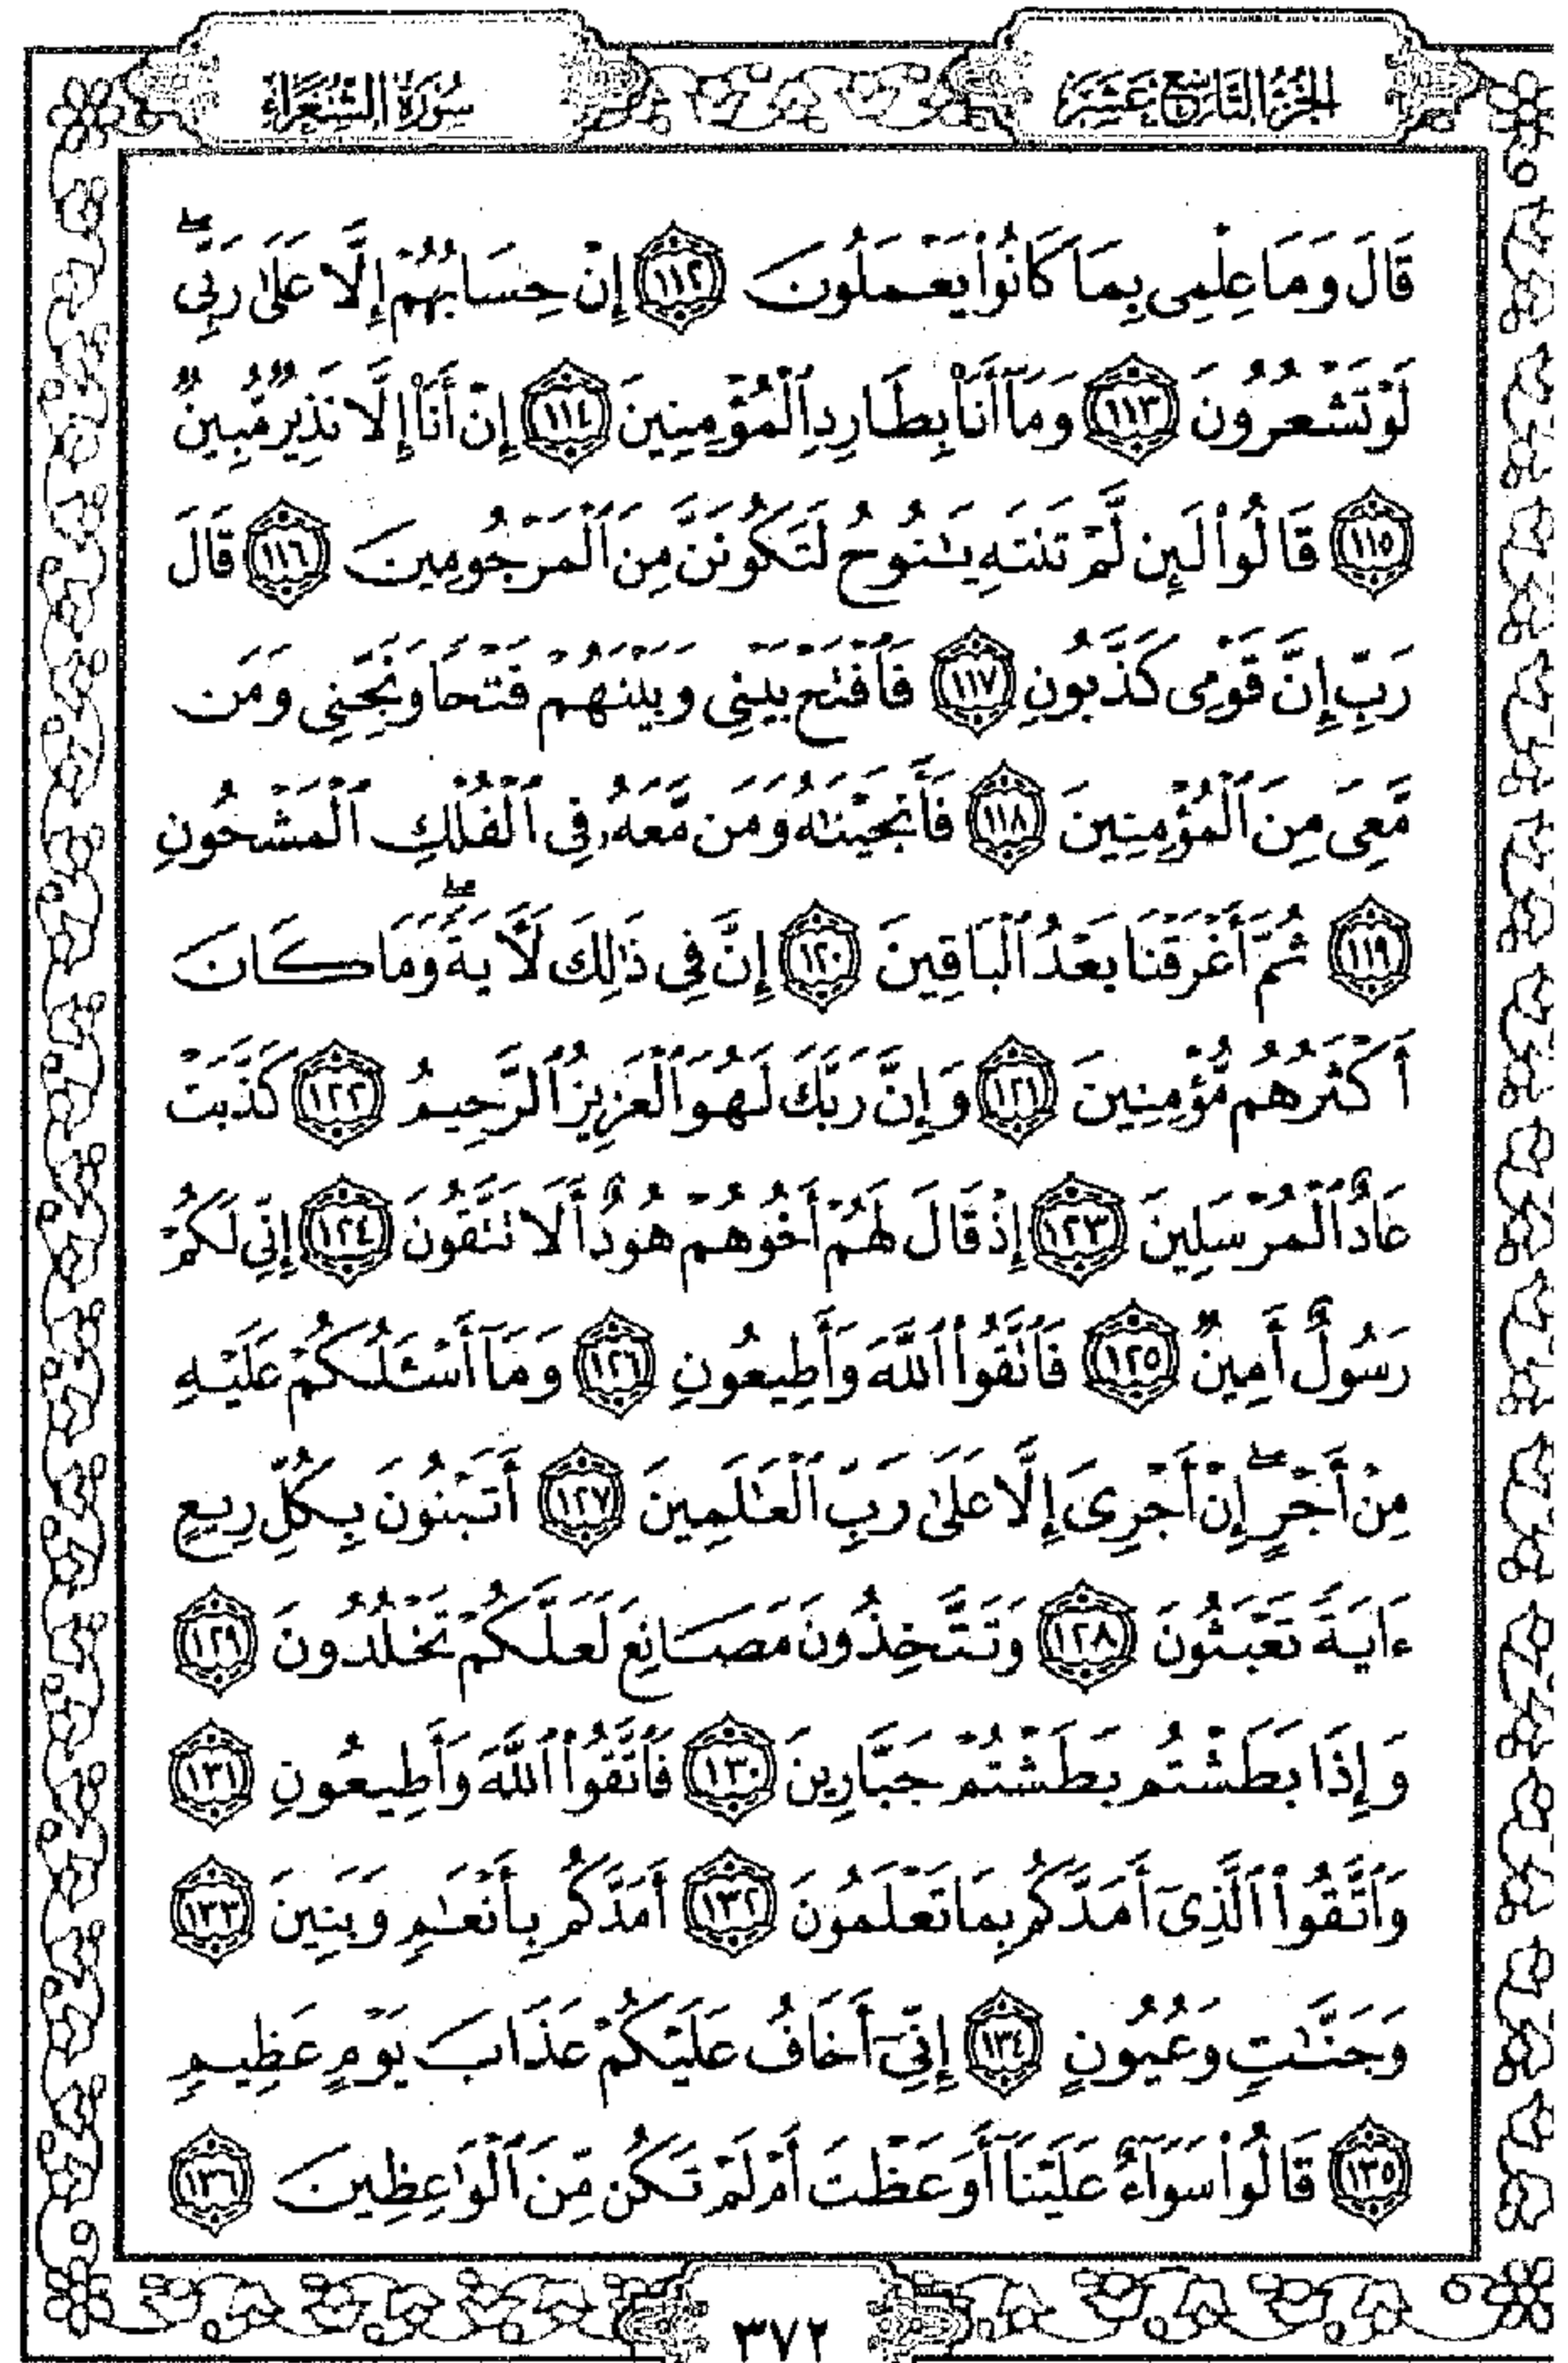 الجزء التاسع عشر
سورة الشعراء
قَالَ وَمَا عِلْمِى بِمَا كَانُوا۟ يَعْمَلُونَ ١١٢ إِنْ حِسَابُهُمْ إِلَّا عَلَىٰ رَبِّى ۖ
لَوْ تَشْعُرُونَ ١١٣ وَمَآ أَنَا۠ بِطَارِدِ ٱلْمُؤْمِنِينَ ١١٤ إِنْ أَنَا۠ إِلَّا نَذِيرٌ مُّبِينٌ
١١٥ قَالُوا۟ لَئِن لَّمْ تَنتَهِ يَـٰنُوحُ لَتَكُونَنَّ مِنَ ٱلْمَرْجُومِينَ ١١٦ قَالَ
رَبِّ إِنَّ قَوْمِى كَذَّبُونِ ١١٧ فَٱفْتَحْ بَيْنِى وَبَيْنَهُمْ فَتْحًا وَنَجِّنِى وَمَن
مَّعِىَ مِنَ ٱلْمُؤْمِنِينَ ١١٨ فَأَنجَيْنَـٰهُ وَمَن مَّعَهُۥ فِى ٱلْفُلْكِ ٱلْمَشْحُونِ
١١٩ ثُمَّ أَغْرَقْنَا بَعْدُ ٱلْبَاقِينَ ١٢٠ إِنَّ فِى ذَٰلِكَ لَـَٔايَةً ۖ وَمَا كَانَ
أَكْثَرُهُم مُّؤْمِنِينَ ١٢١ وَإِنَّ رَبَّكَ لَهُوَ ٱلْعَزِيزُ ٱلرَّحِيمُ ١٢٢ كَذَّبَتْ
عَادٌ ٱلْمُرْسَلِينَ ١٢٣ إِذْ قَالَ لَهُمْ أَخُوهُمْ هُودٌ أَلَا تَتَّقُونَ ١٢٤ إِنِّى لَكُمْ
رَسُولٌ أَمِينٌ ١٢٥ فَٱتَّقُوا۟ ٱللَّهَ وَأَطِيعُونِ ١٢٦ وَمَآ أَسْـَٔلُكُمْ عَلَيْهِ
مِنْ أَجْرٍ ۖ إِنْ أَجْرِىَ إِلَّا عَلَىٰ رَبِّ ٱلْعَـٰلَمِينَ ١٢٧ أَتَبْنُونَ بِكُلِّ رِيعٍ
ءَايَةً تَعْبَثُونَ ١٢٨ وَتَتَّخِذُونَ مَصَانِعَ لَعَلَّكُمْ تَخْلُدُونَ ١٢٩
وَإِذَا بَطَشْتُم بَطَشْتُمْ جَبَّارِينَ ١٣٠ فَٱتَّقُوا۟ ٱللَّهَ وَأَطِيعُونِ ١٣١
وَٱتَّقُوا۟ ٱلَّذِىٓ أَمَدَّكُم بِمَا تَعْلَمُونَ ١٣٢ أَمَدَّكُم بِأَنْعَـٰمٍ وَبَنِينَ ١٣٣
وَجَنَّـٰتٍ وَعُيُونٍ ١٣٤ إِنِّىٓ أَخَافُ عَلَيْكُمْ عَذَابَ يَوْمٍ عَظِيمٍ
١٣٥ قَالُوا۟ سَوَآءٌ عَلَيْنَآ أَوَعَظْتَ أَمْ لَمْ تَكُن مِّنَ ٱلْوَٰعِظِينَ ١٣٦
٣٧٢